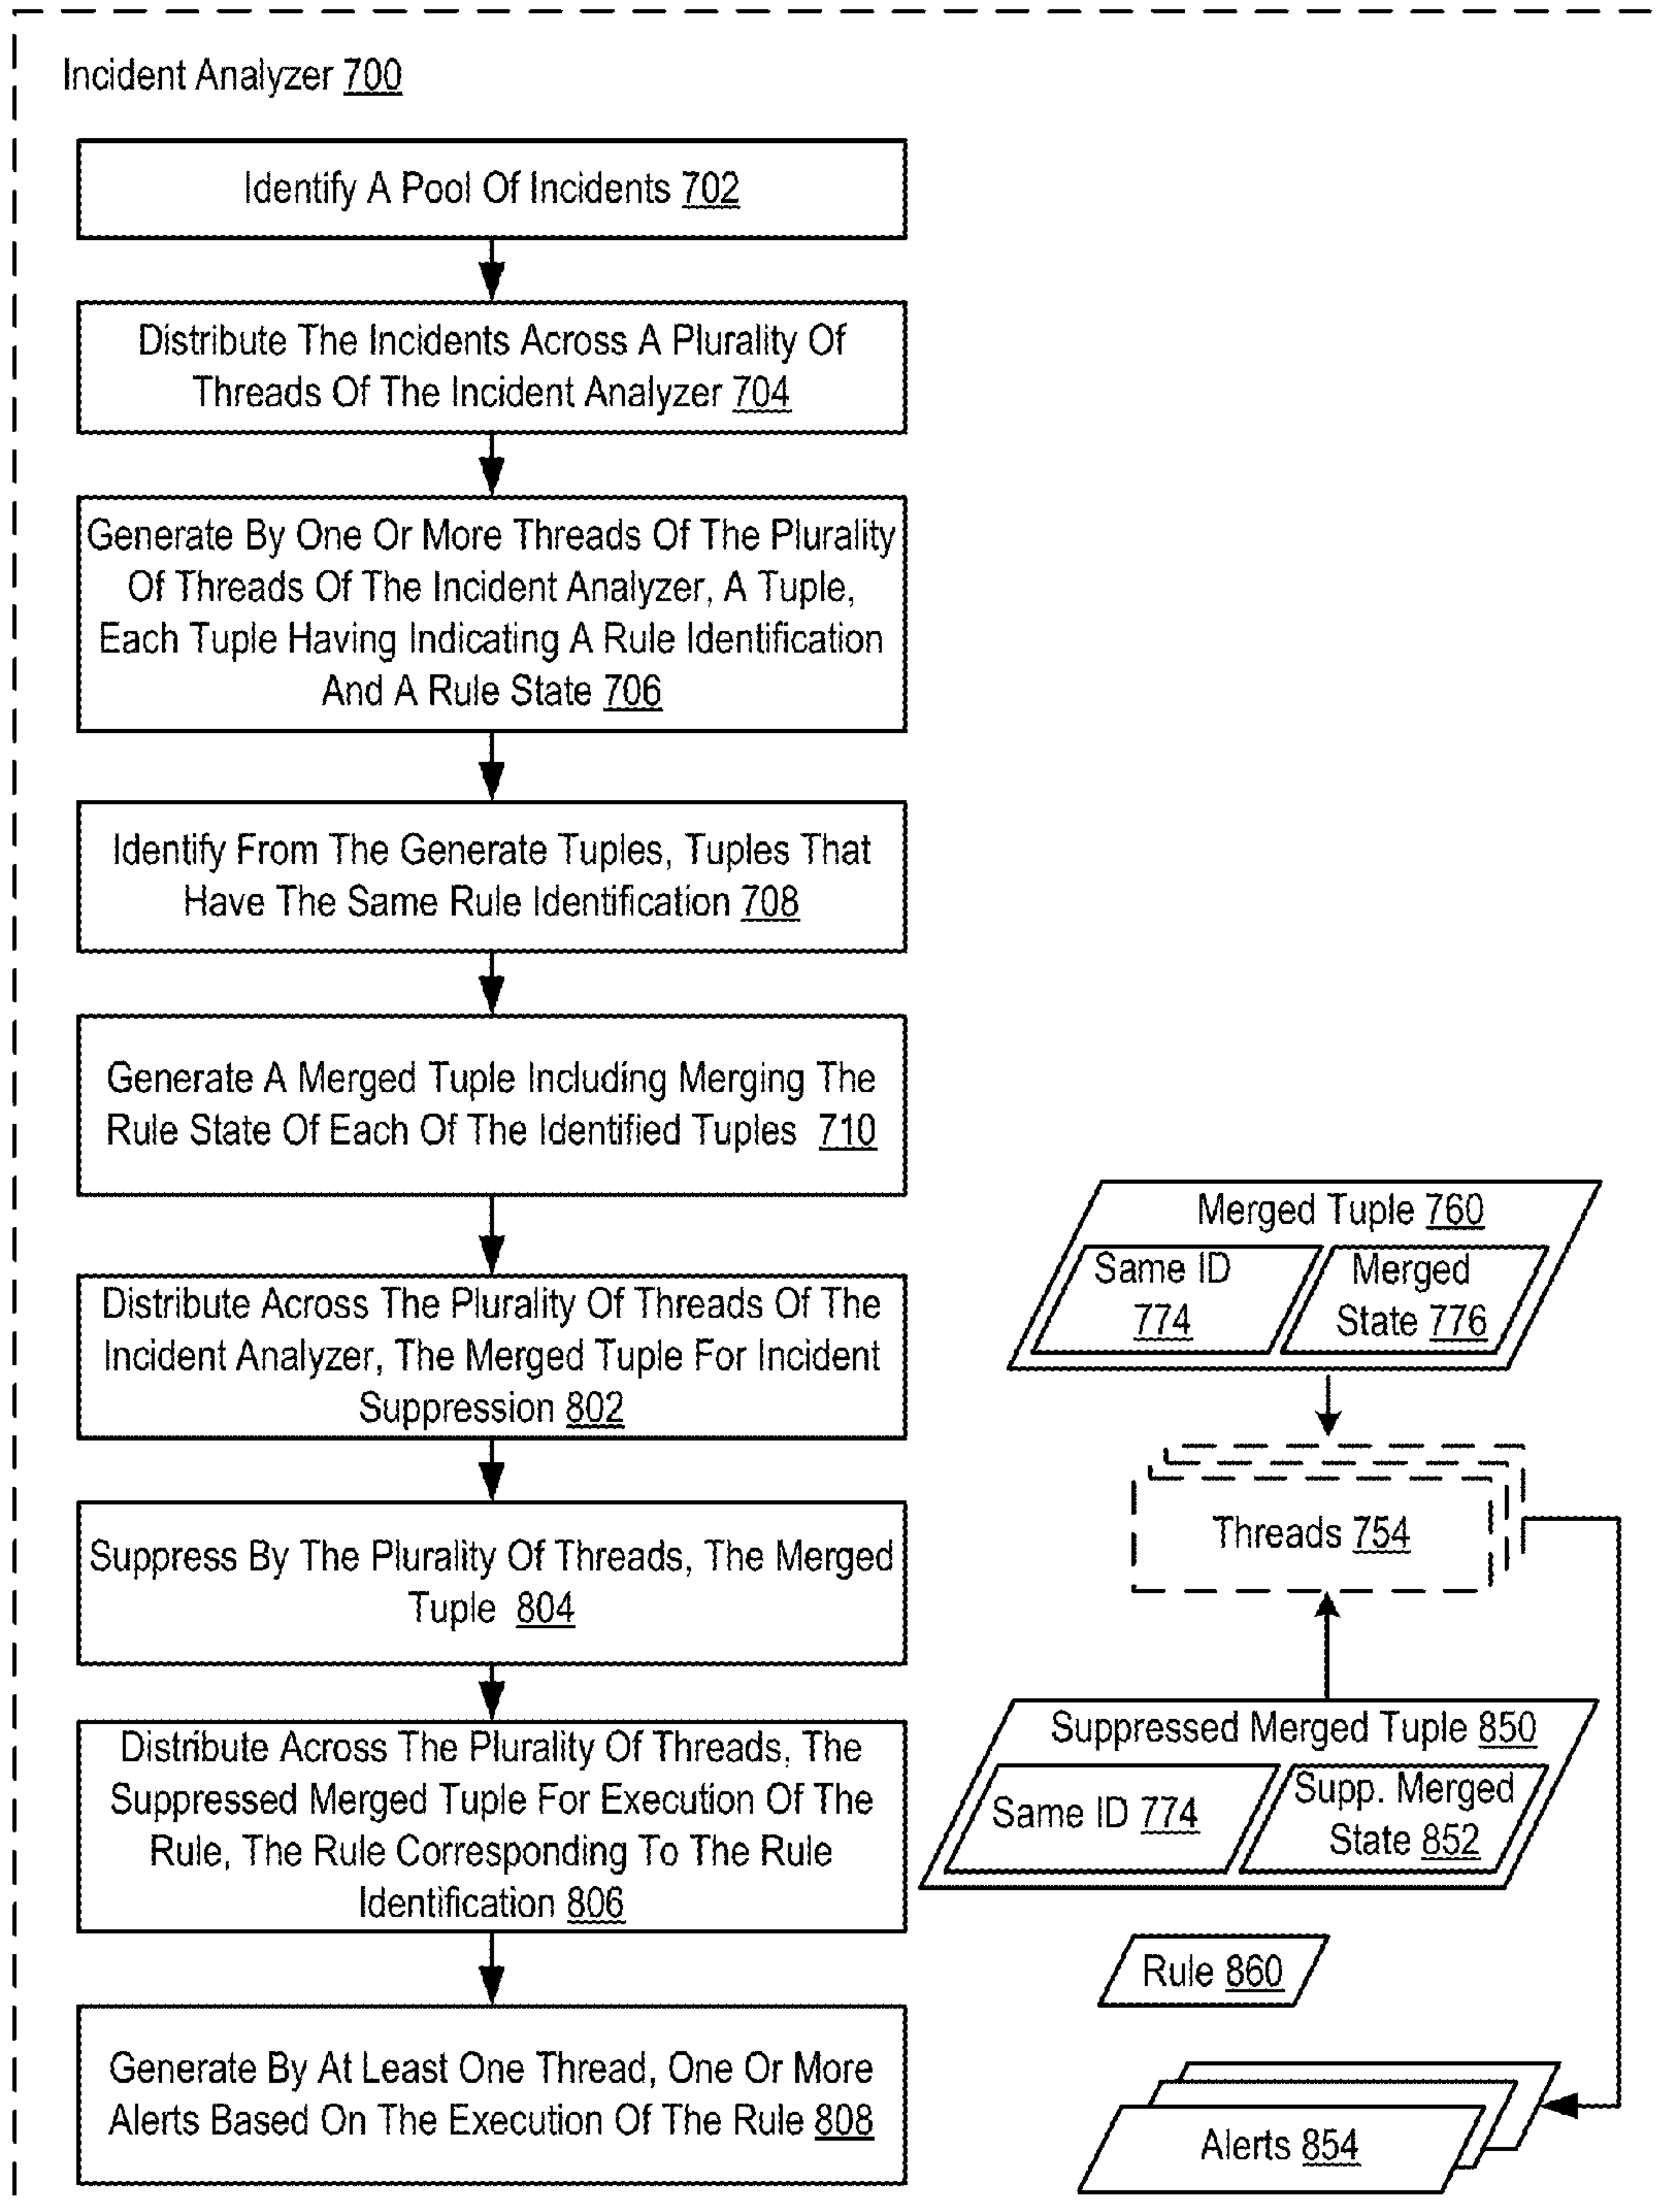 Incident Analyzer 700
Identify A Pool Of Incidents 702
Distribute The Incidents Across A Plurality Of
Threads Of The Incident Analyzer 704
Generate By One Or More Threads Of The Plurality
Of Threads Of The Incident Analyzer, A Tuple,
Each Tuple Having Indicating A Rule Identification
And A Rule State 706
Identify From The Generate Tuples, Tuples That
Have The Same Rule Identification 708
Generate A Merged Tuple Including Merging The
Rule State Of Each Of The Identified Tuples 710
Distribute Across The Plurality Of Threads Of The
Incident Analyzer, The Merged Tuple For Incident
Suppression 802
Suppress By The Plurality Of Threads, The Merged
Tuple 804
Distribute Across The Plurality Of Threads, The
Suppressed Merged Tuple For Execution Of The
Rule, The Rule Corresponding To The Rule
Identification 806
Generate By At Least One Thread, One Or More
Alerts Based On The Execution Of The Rule 808
Merged Tuple 760
Same ID
774
Merged
State 776
Threads 754
Suppressed Merged Tuple 850
Same ID 774
Supp. Merged
State 852
Rule 860
Alerts 854